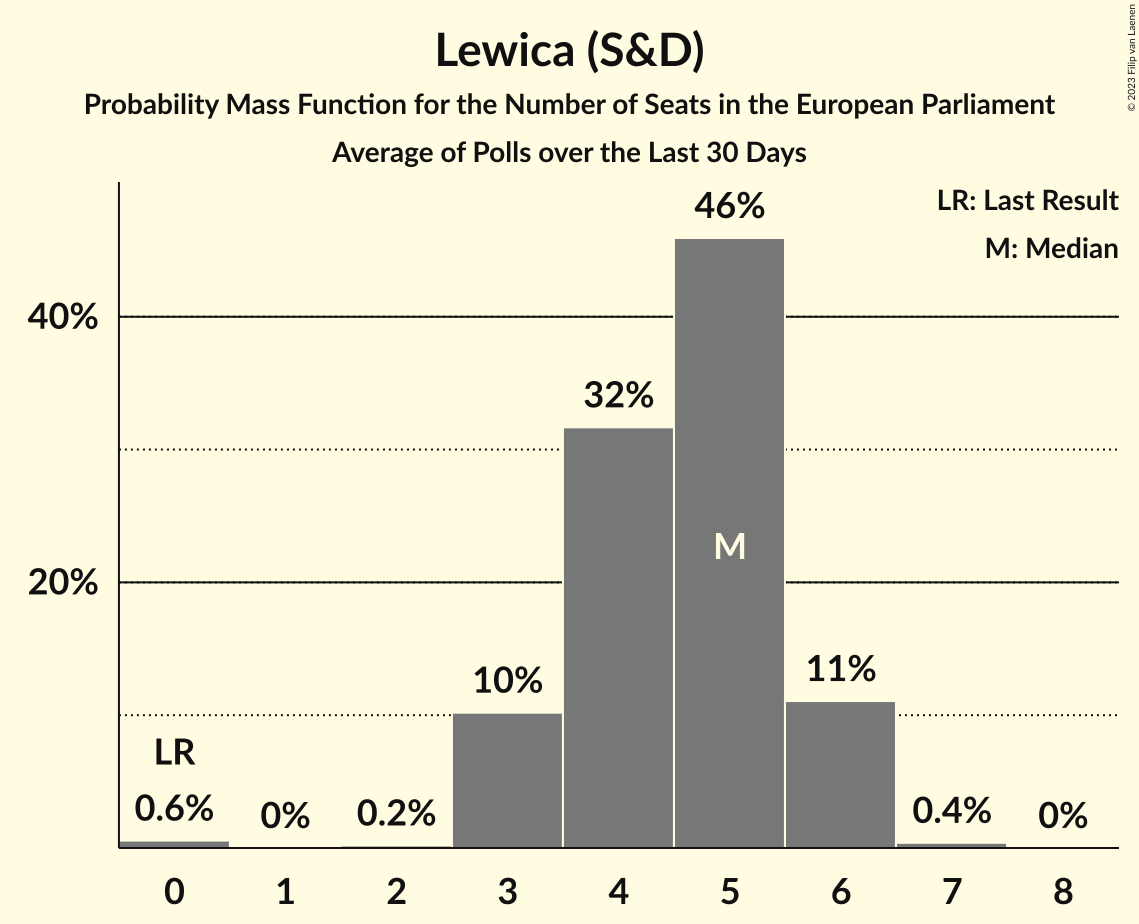 Lewica (S&D)
Probability Mass Function for the Number of Seats in the European Parliament
Average of Polls over the Last 30 Days
© 2023 Filip van Laenen
LR: Last Result
M: Median
46%
40%
32%
M
20%
10%
11%
LR
0.6%
0%
0.2%
0.4%
0%
0 1 2 3 4 5 6 7 8